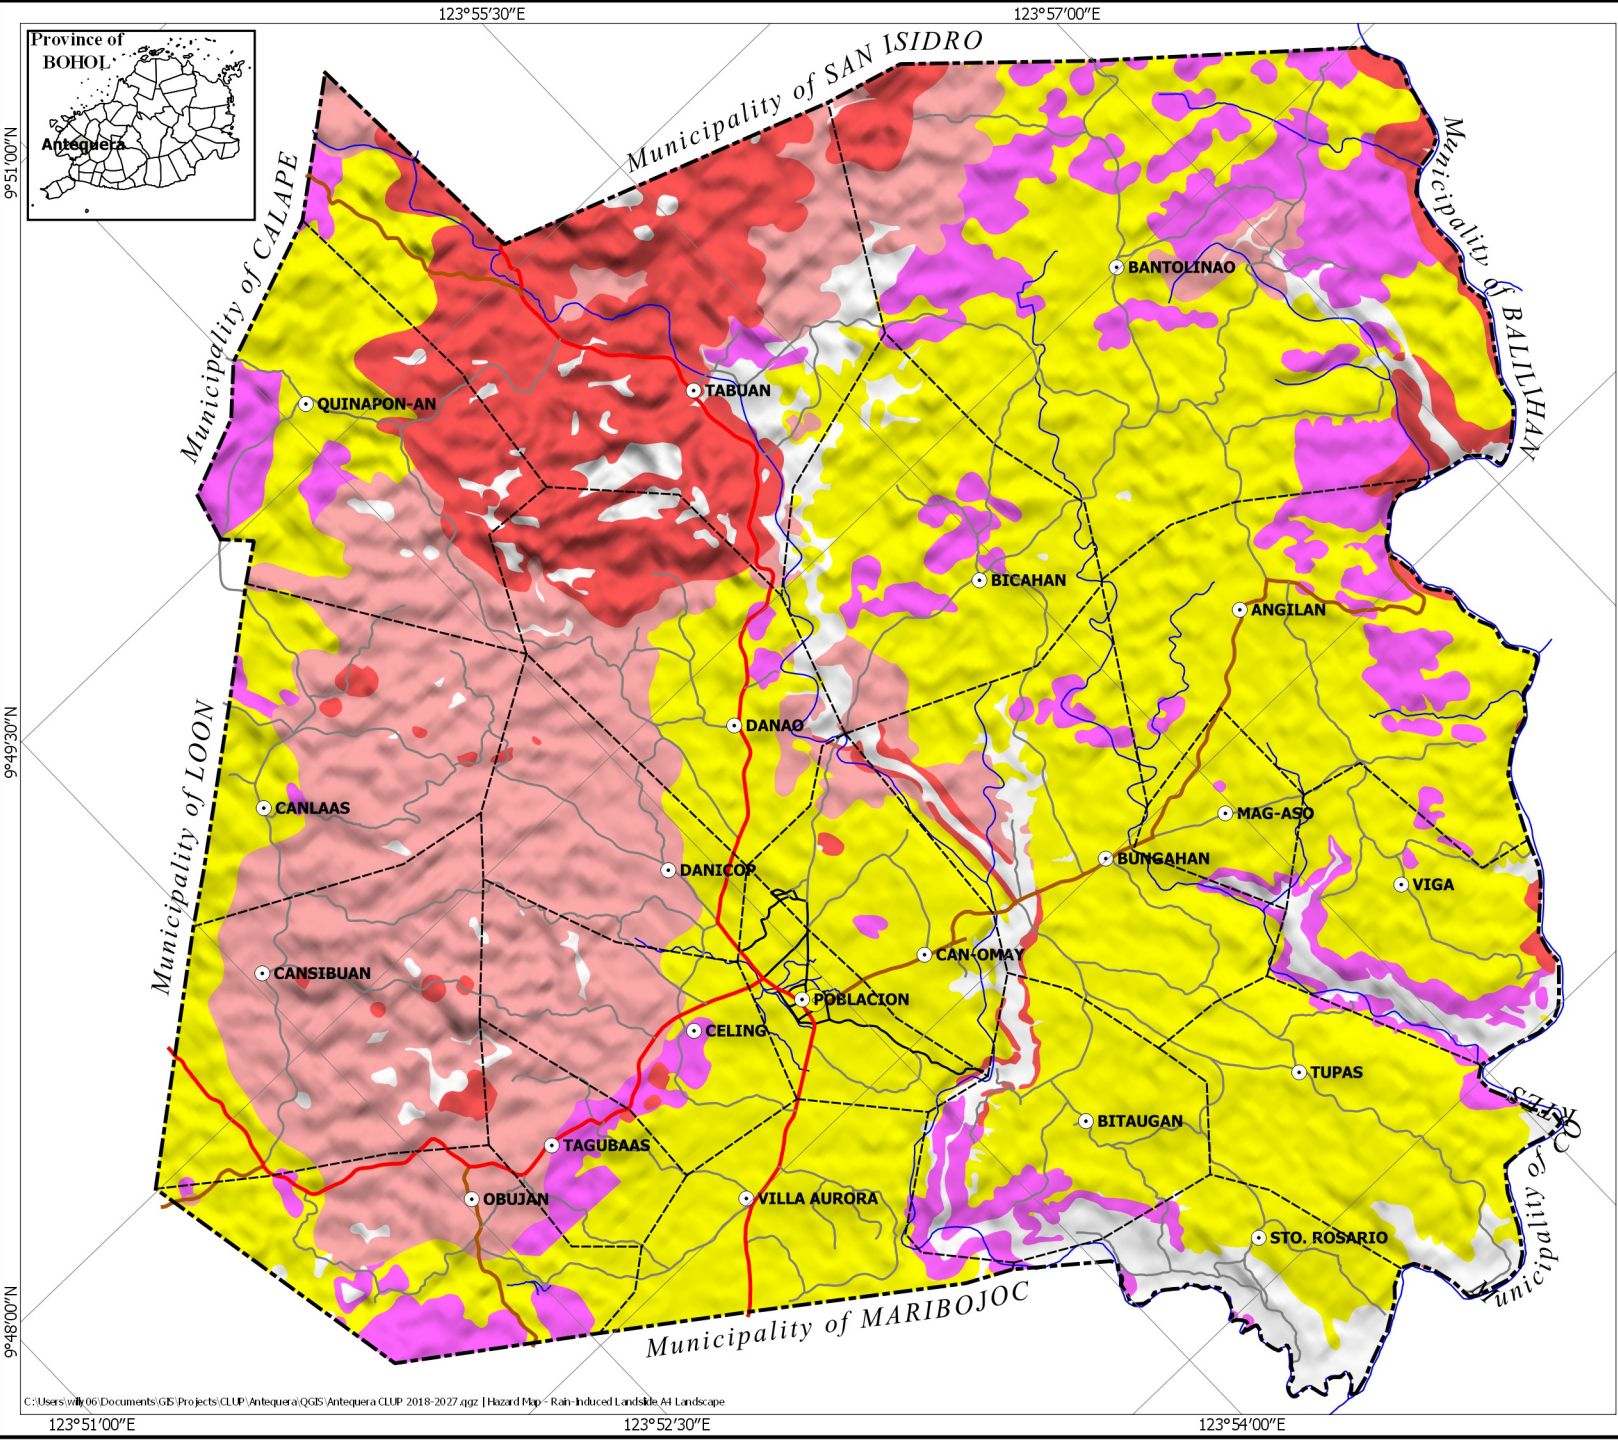 123°55'30"E
123°57'00"E
Province of
BOHOL
Antequera
Municipality of SAN ISIDRO
Municipality of CALAPE
Municipality of BALILIHAN
9°51'00"N
BANTOLINAO
TABUAN
QUINAPON-AN
BICAHAN
ANGILAN
9°49'30"N
Municipality of LOON
DANAO
CANLAAS
MAG-ASO
BUNGAHAN
DANICOP
VIGA
CAN-OMAY
CANSIBUAN
POBLACION
CELING
TUPAS
BITAUGAN
TAGUBAAS
OBUJAN
VILLA AURORA
STO. ROSARIO
Municipality of CORTES
Municipality of MARIBOJOC
9°48'00"N
C:\Users\willy06\Documents\GIS\Projects\CLUP\Antequera\QGIS\Antequera CLUP 2018-2027.qgz | Hazard Map - Rain-Induced Landslide A4 Landscape
123°51'00"E
123°52'30"E
123°54'00"E